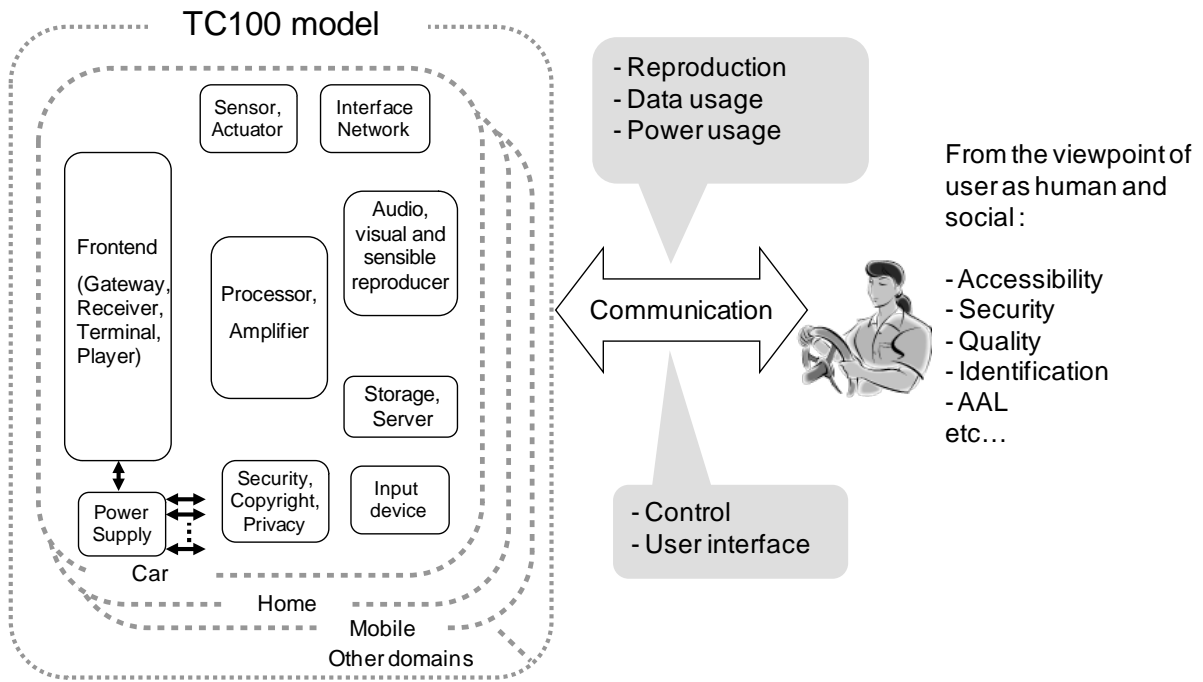 TC100 model
Sensor,
Actuator
Interface
Network
Frontend
(Gateway,
Receiver,
Terminal,
Player)
Processor,
Amplifier
Audio,
visual and
sensible
reproducer
Storage,
Server
Power
Supply
Security,
Copyright,
Privacy
Input
device
Car
Home
Mobile
Other domains
- Reproduction
- Data usage
- Power usage
Communication
- Control
- User interface
From the viewpoint of
user as human and
social :
- Accessibility
- Security
- Quality
- Identification
- AAL
etc…